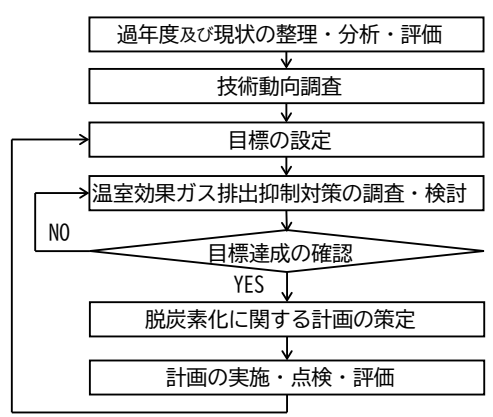 過年度及び現状の整理・分析・評価
技術動向調査
目標の設定
温室効果ガス排出抑制対策の調査・検討
NO
目標達成の確認
YES
脱炭素化に関する計画の策定
計画の実施・点検・評価